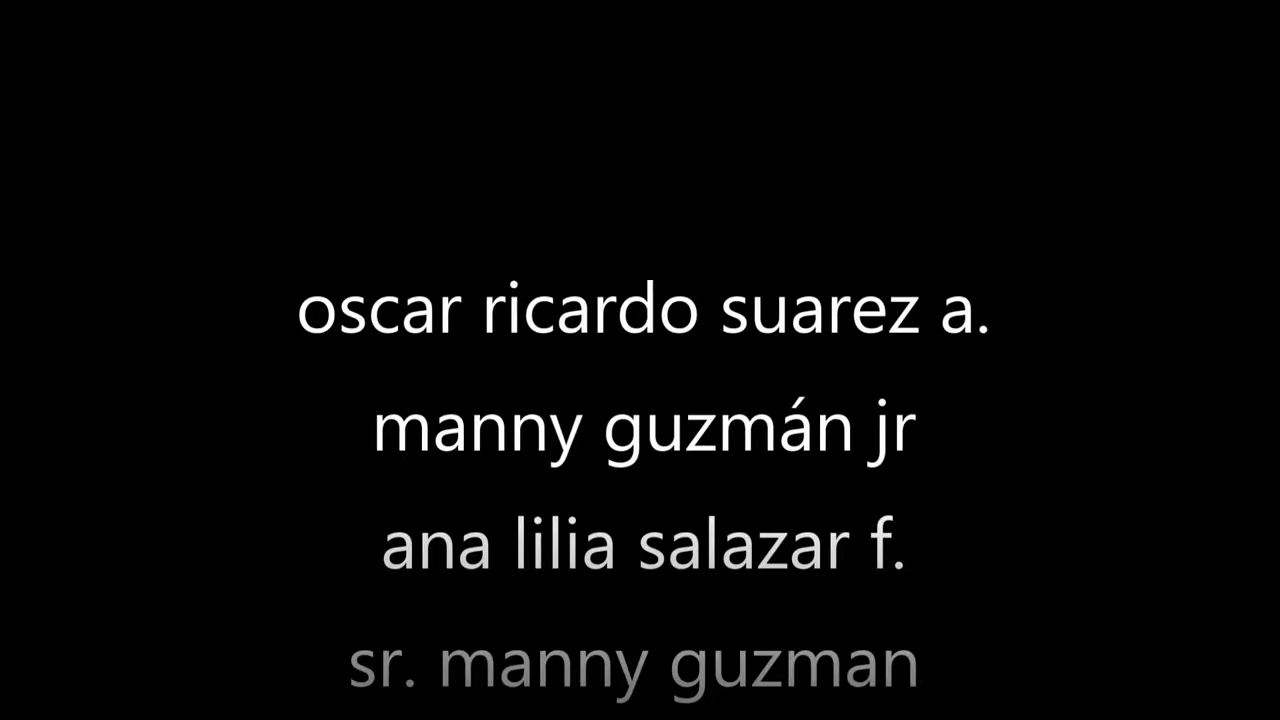 oscar ricardo suarez a.
manny guzmán jr
ana lilia salazar f.
sr. manny guzman